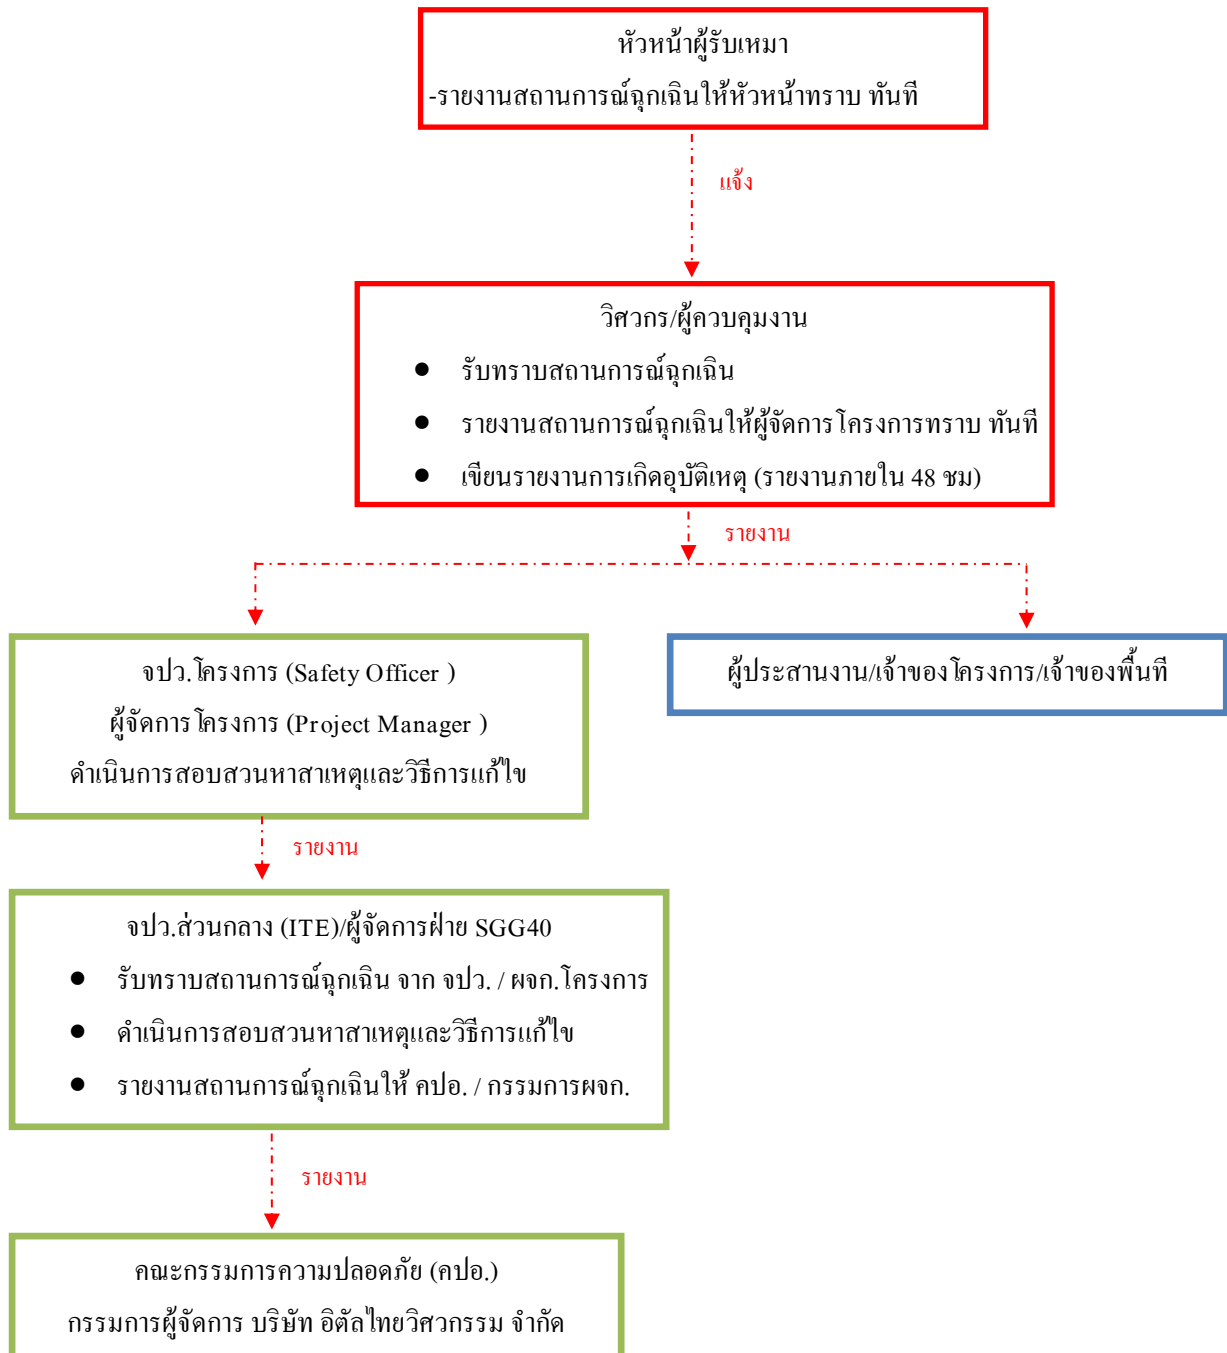 หัวหน้าผู้รับเหมา
-รายงานสถานการณ์ฉุกเฉินให้หัวหน้าทราบ ทันที
แจ้ง
วิศวกร/ผู้ควบคุมงาน
● รับทราบสถานการณ์ฉุกเฉิน
● รายงานสถานการณ์ฉุกเฉินให้ผู้จัดการโครงการทราบ ทันที
● เขียนรายงานการเกิดอุบัติเหตุ (รายงานภายใน 48 ชม)
รายงาน
จปว.โครงการ (Safety Officer )
ผู้จัดการโครงการ (Project Manager )
ดำเนินการสอบสวนหาสาเหตุและวิธีการแก้ไข
ผู้ประสานงาน/เจ้าของโครงการ/เจ้าของพื้นที่
รายงาน
จปว.ส่วนกลาง (ITE)/ผู้จัดการฝ่าย SGG40
● รับทราบสถานการณ์ฉุกเฉิน จาก จปว. / ผจก.โครงการ
● ดำเนินการสอบสวนหาสาเหตุและวิธีการแก้ไข
● รายงานสถานการณ์ฉุกเฉินให้ คปอ. / กรรมการผจก.
รายงาน
คณะกรรมการความปลอดภัย (คปอ.)
กรรมการผู้จัดการ บริษัท อิตัลไทยวิศวกรรม จำกัด